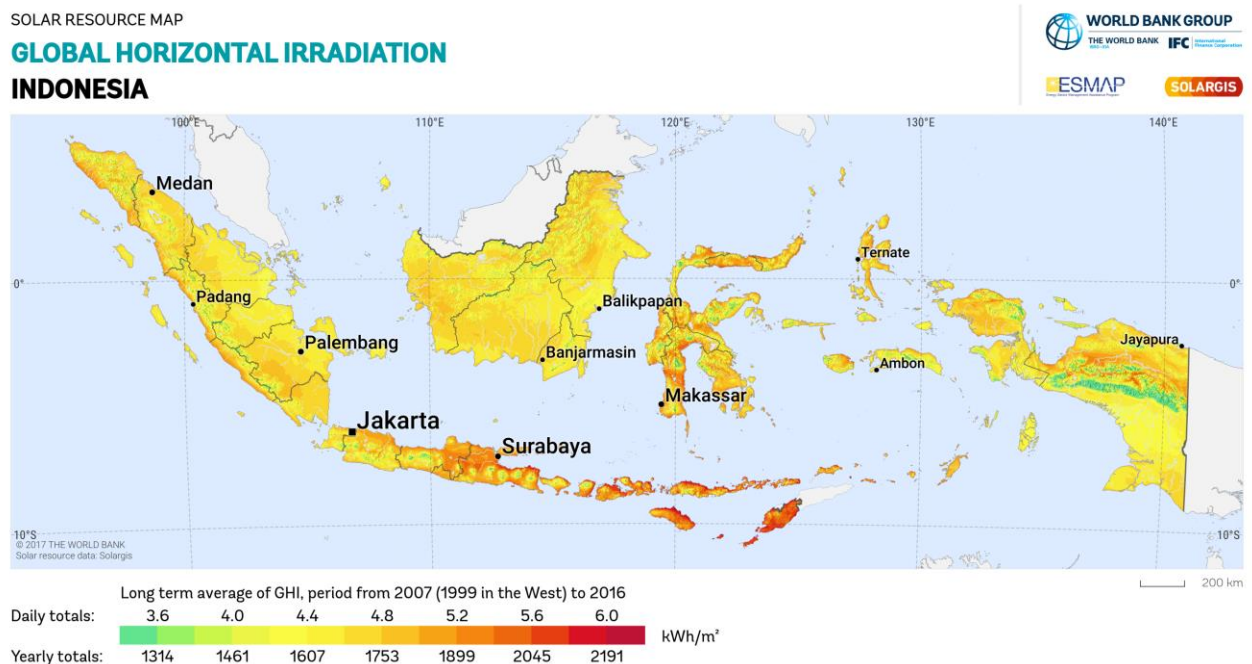 SOLAR RESOURCE MAP
GLOBAL HORIZONTAL IRRADIATION
INDONESIA
WORLD BANK GROUP
THE WORLD BANK
IFC
International
Finance Corporation
ESMAP
SOLARGIS
100°E 110°E 120°E 130°E 140°E
Medan
Ternate
0° 0°
Padang
Balikpapan
Palembang
Jayapura
Banjarmasin
Ambon
Makassar
Jakarta
Surabaya
10°S 10°S
© 2017 THE WORLD BANK
Solar resource data: Solargis
200 km
Long term average of GHI, period from 2007 (1999 in the West) to 2016
Daily totals: 3.6 4.0 4.4 4.8 5.2 5.6 6.0
kWh/m²
Yearly totals: 1314 1461 1607 1753 1899 2045 2191